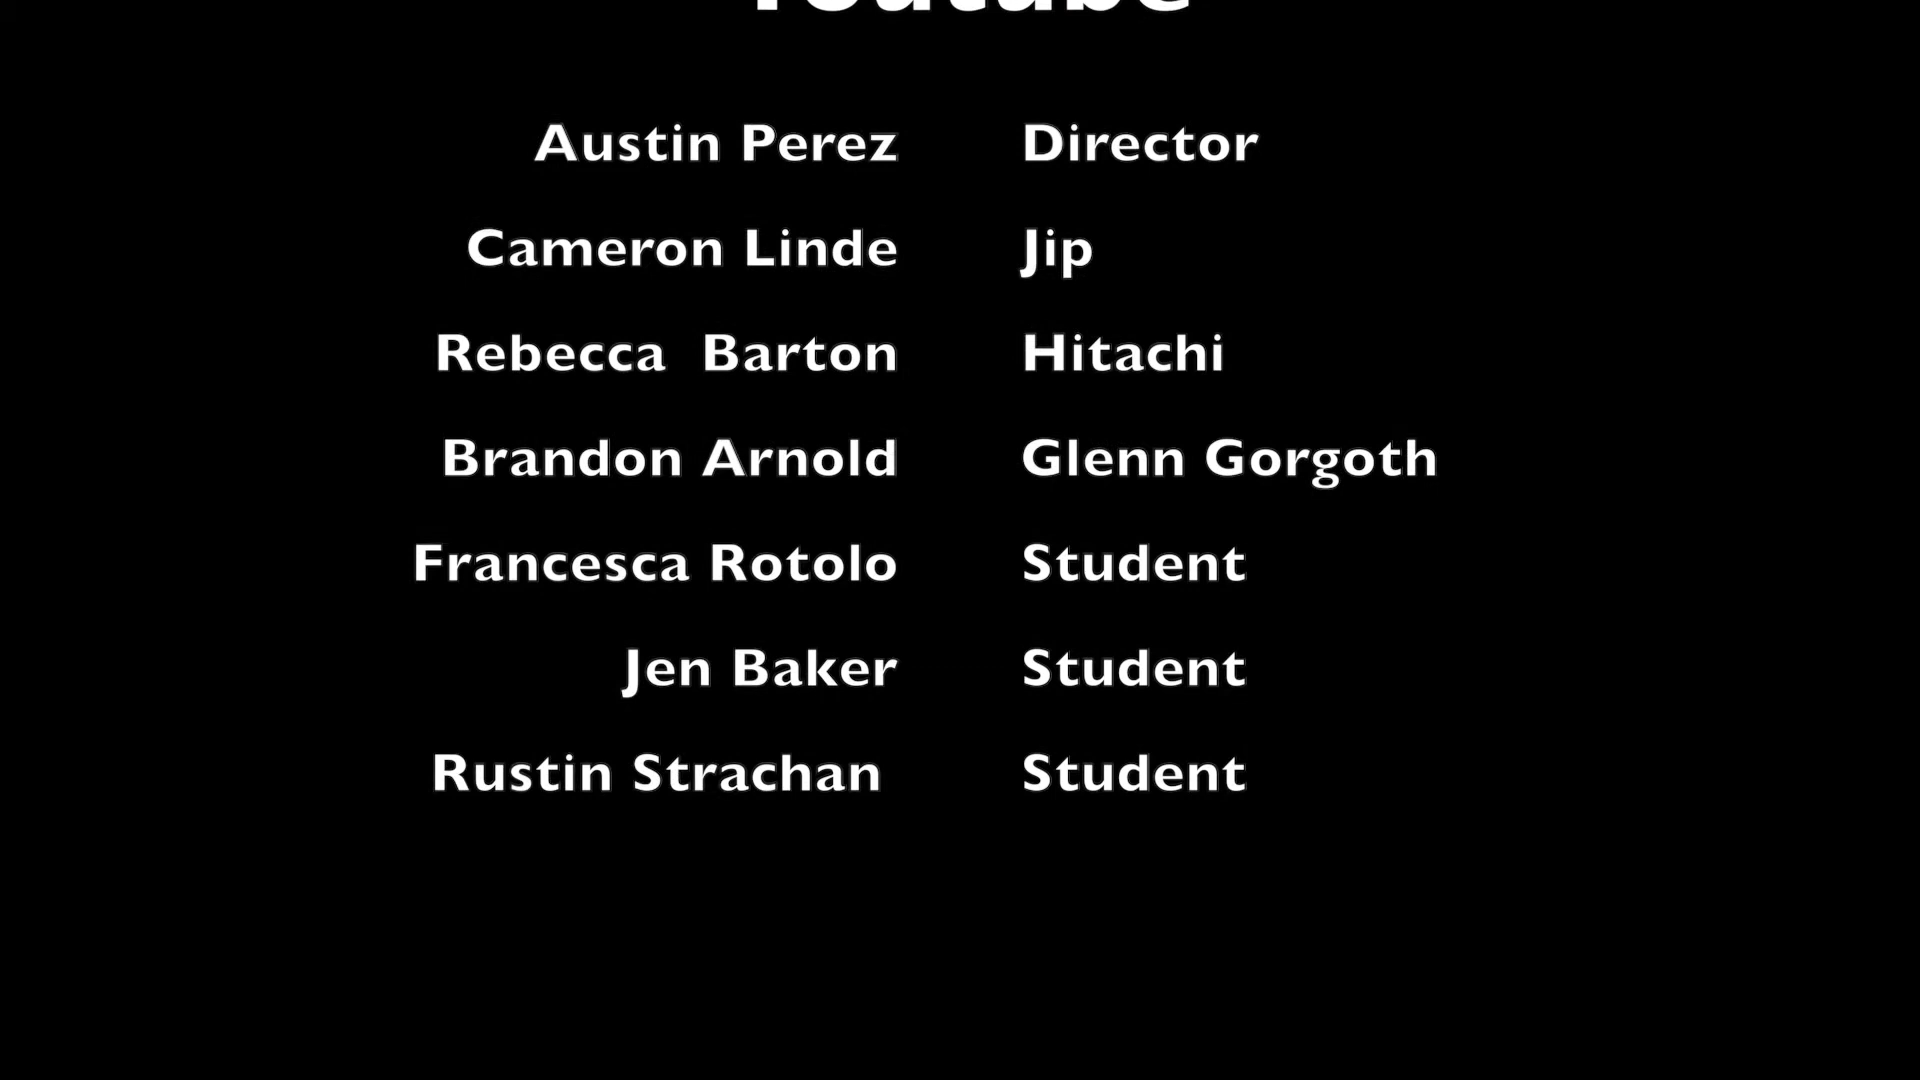 Youtube
Austin Perez Director
Cameron Linde Jip
Rebecca Barton Hitachi
Brandon Arnold Glenn Gorgoth
Francesca Rotolo Student
Jen Baker Student
Rustin Strachan Student